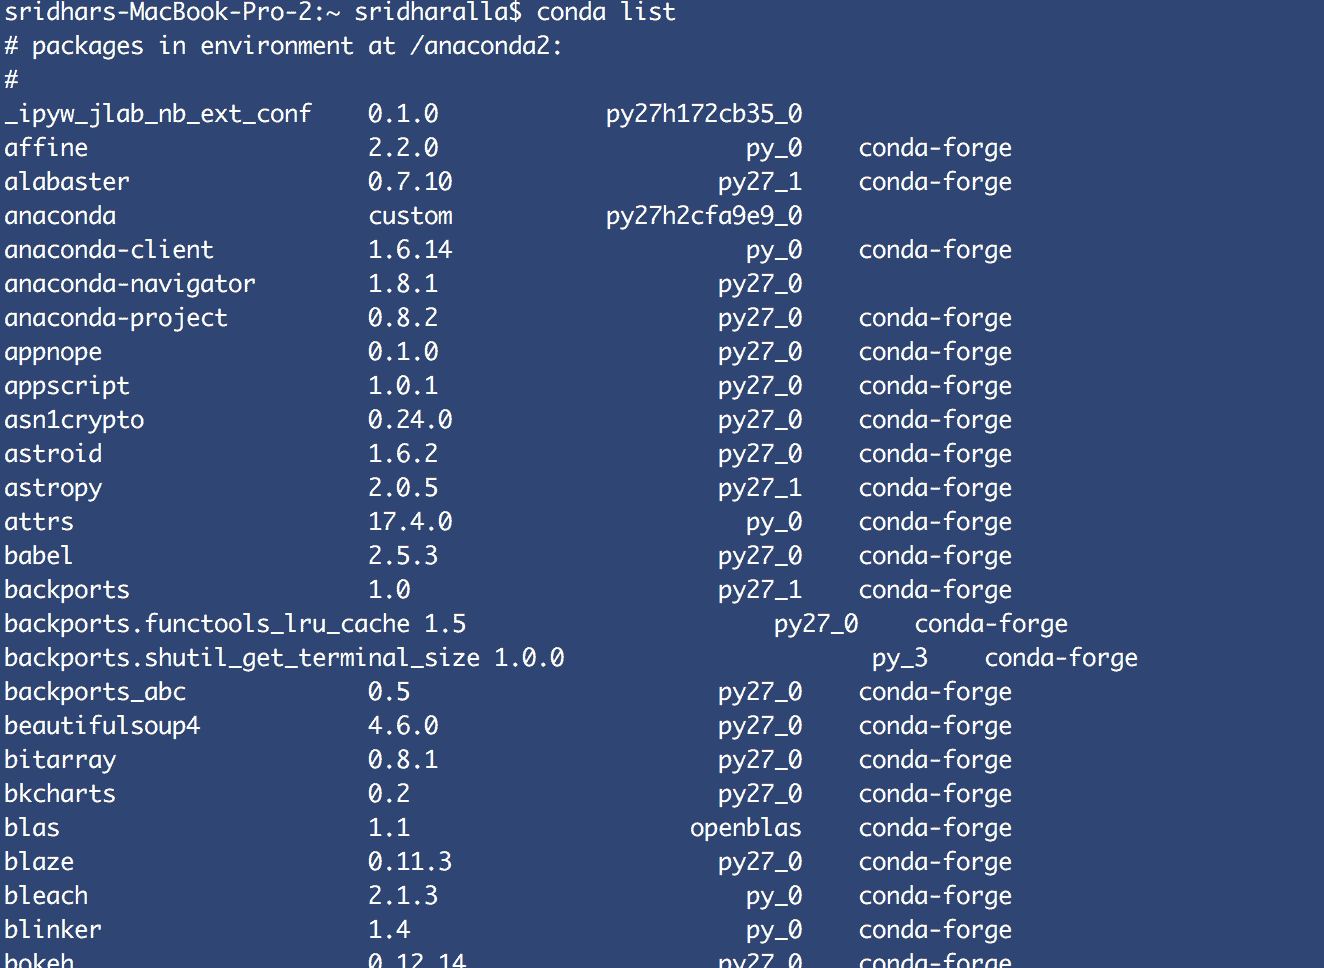 sridhars-MacBook-Pro-2:~ sridharalla$ conda list
# packages in environment at /anaconda2:
#
_ipyw_jlab_nb_ext_conf    0.1.0            py27h172cb35_0
affine                    2.2.0                      py_0    conda-forge
alabaster                 0.7.10                   py27_1    conda-forge
anaconda                  custom           py27h2cfa9e9_0
anaconda-client           1.6.14                     py_0    conda-forge
anaconda-navigator        1.8.1                    py27_0
anaconda-project          0.8.2                    py27_0    conda-forge
appnope                   0.1.0                    py27_0    conda-forge
appscript                 1.0.1                    py27_0    conda-forge
asn1crypto                0.24.0                   py27_0    conda-forge
astroid                   1.6.2                    py27_0    conda-forge
astropy                   2.0.5                    py27_1    conda-forge
attrs                     17.4.0                     py_0    conda-forge
babel                     2.5.3                    py27_0    conda-forge
backports                 1.0                      py27_1    conda-forge
backports.functools_lru_cache 1.5                      py27_0    conda-forge
backports.shutil_get_terminal_size 1.0.0                      py_3    conda-forge
backports_abc             0.5                      py27_0    conda-forge
beautifulsoup4            4.6.0                    py27_0    conda-forge
bitarray                  0.8.1                    py27_0    conda-forge
bkcharts                  0.2                      py27_0    conda-forge
blas                      1.1                    openblas    conda-forge
blaze                     0.11.3                   py27_0    conda-forge
bleach                    2.1.3                      py_0    conda-forge
blinker                   1.4                        py_0    conda-forge
bokeh                     0.12.14                  py27_0    conda-forge